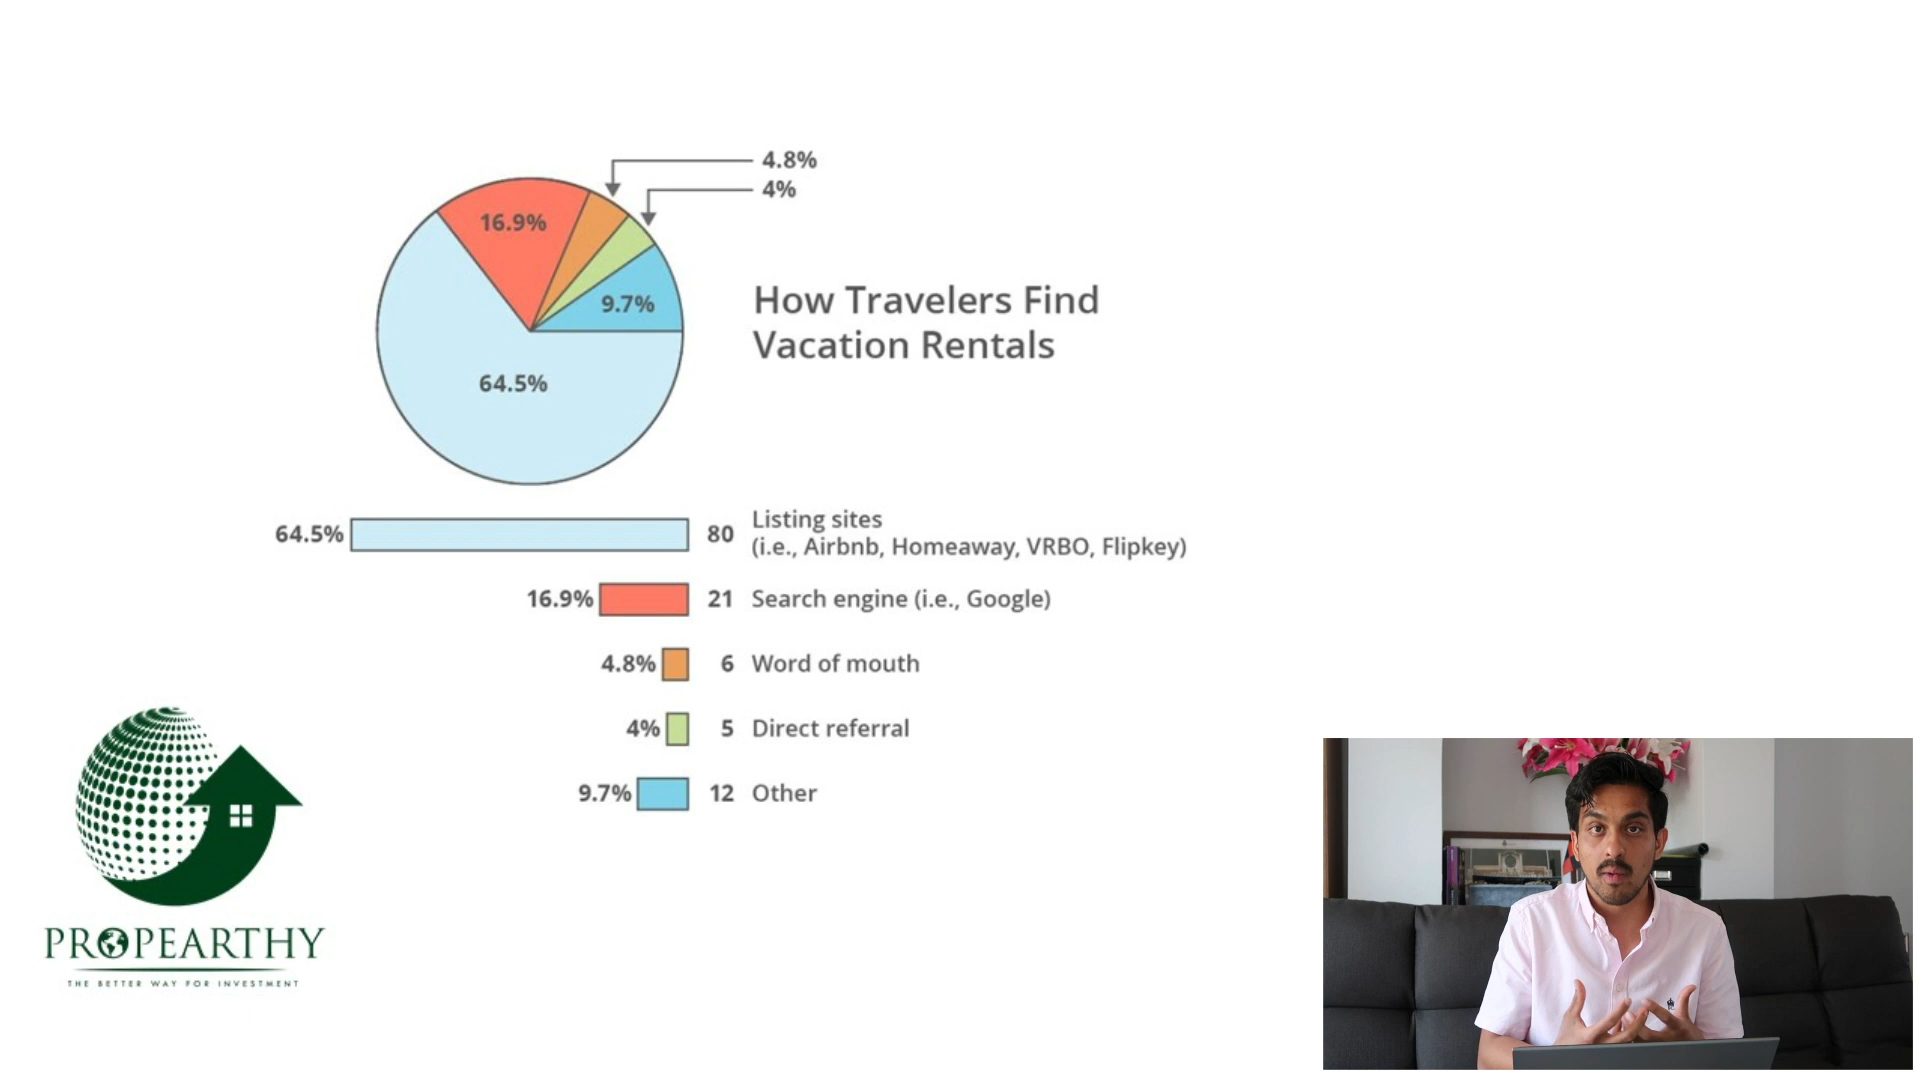 4.8%
4%
16.9%
9.7%
64.5%
How Travelers Find
Vacation Rentals
64.5% 80 Listing sites
(i.e., Airbnb, Homeaway, VRBO, Flipkey)
16.9% 21 Search engine (i.e., Google)
4.8% 6 Word of mouth
4% 5 Direct referral
9.7% 12 Other
PROPEARTHY
THE BETTER WAY FOR INVESTMENT